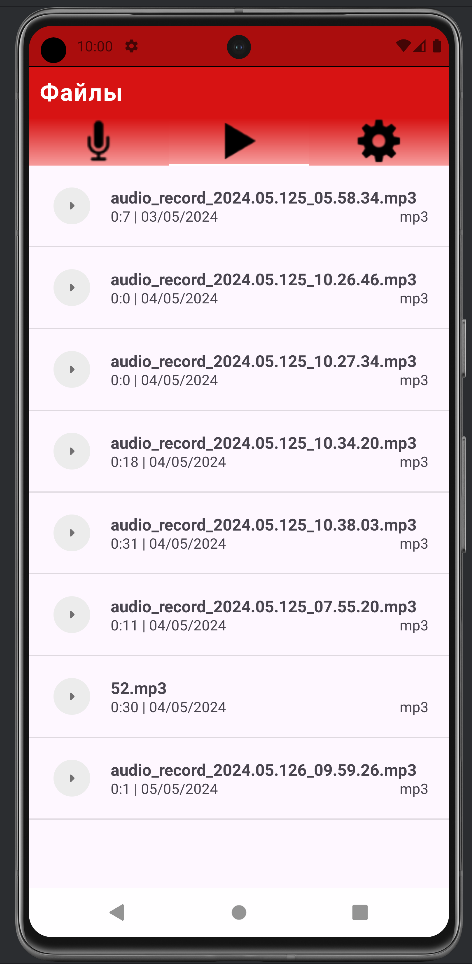 10:00
Файлы
audio_record_2024.05.125_05.58.34.mp3
0:7 | 03/05/2024 mp3
audio_record_2024.05.125_10.26.46.mp3
0:0 | 04/05/2024 mp3
audio_record_2024.05.125_10.27.34.mp3
0:0 | 04/05/2024 mp3
audio_record_2024.05.125_10.34.20.mp3
0:18 | 04/05/2024 mp3
audio_record_2024.05.125_10.38.03.mp3
0:31 | 04/05/2024 mp3
audio_record_2024.05.125_07.55.20.mp3
0:11 | 04/05/2024 mp3
52.mp3
0:30 | 04/05/2024 mp3
audio_record_2024.05.126_09.59.26.mp3
0:1 | 05/05/2024 mp3